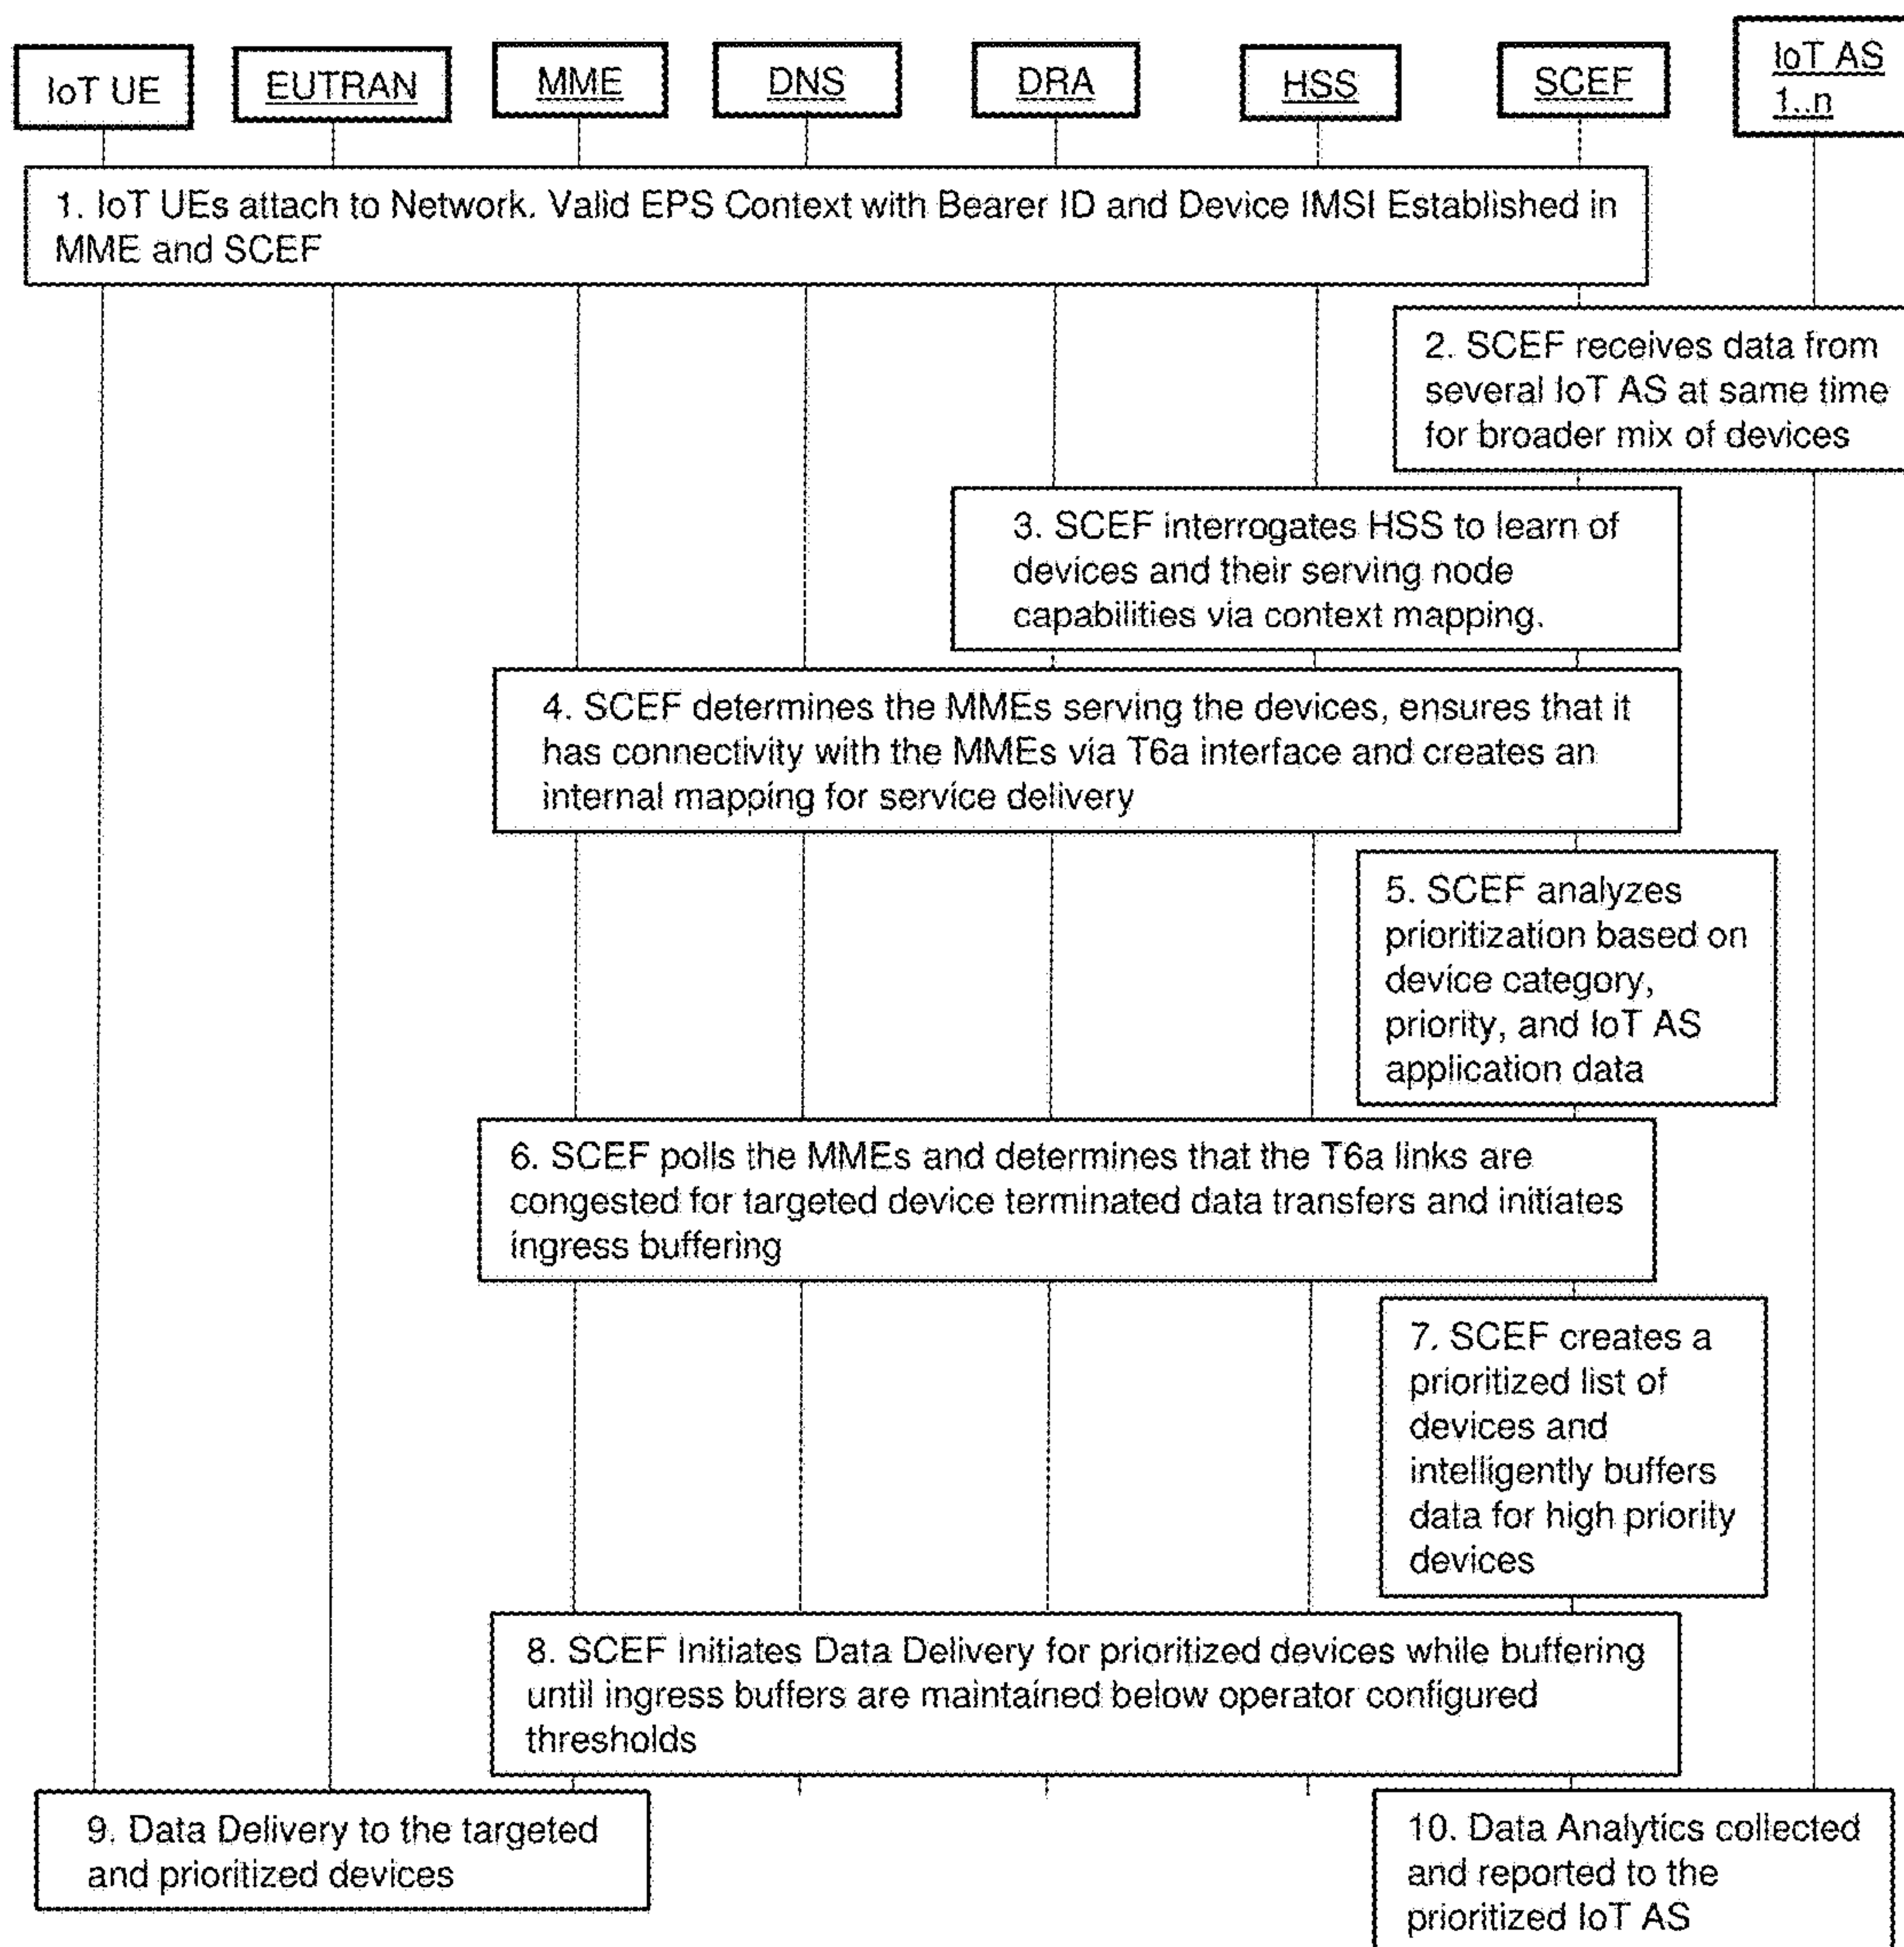 IoT UE
EUTRAN
MME
DNS
DRA
HSS
SCEF
IoT AS
1..n
1. IoT UEs attach to Network. Valid EPS Context with Bearer ID and Device IMSI Established in
MME and SCEF
2. SCEF receives data from
several IoT AS at same time
for broader mix of devices
3. SCEF interrogates HSS to learn of
devices and their serving node
capabilities via context mapping.
4. SCEF determines the MMEs serving the devices, ensures that it
has connectivity with the MMEs via T6a interface and creates an
internal mapping for service delivery
5. SCEF analyzes
prioritization based on
device category,
priority, and IoT AS
application data
6. SCEF polls the MMEs and determines that the T6a links are
congested for targeted device terminated data transfers and initiates
ingress buffering
7. SCEF creates a
prioritized list of
devices and
intelligently buffers
data for high priority
devices
8. SCEF Initiates Data Delivery for prioritized devices while buffering
until ingress buffers are maintained below operator configured
thresholds
9. Data Delivery to the targeted
and prioritized devices
10. Data Analytics collected
and reported to the
prioritized IoT AS